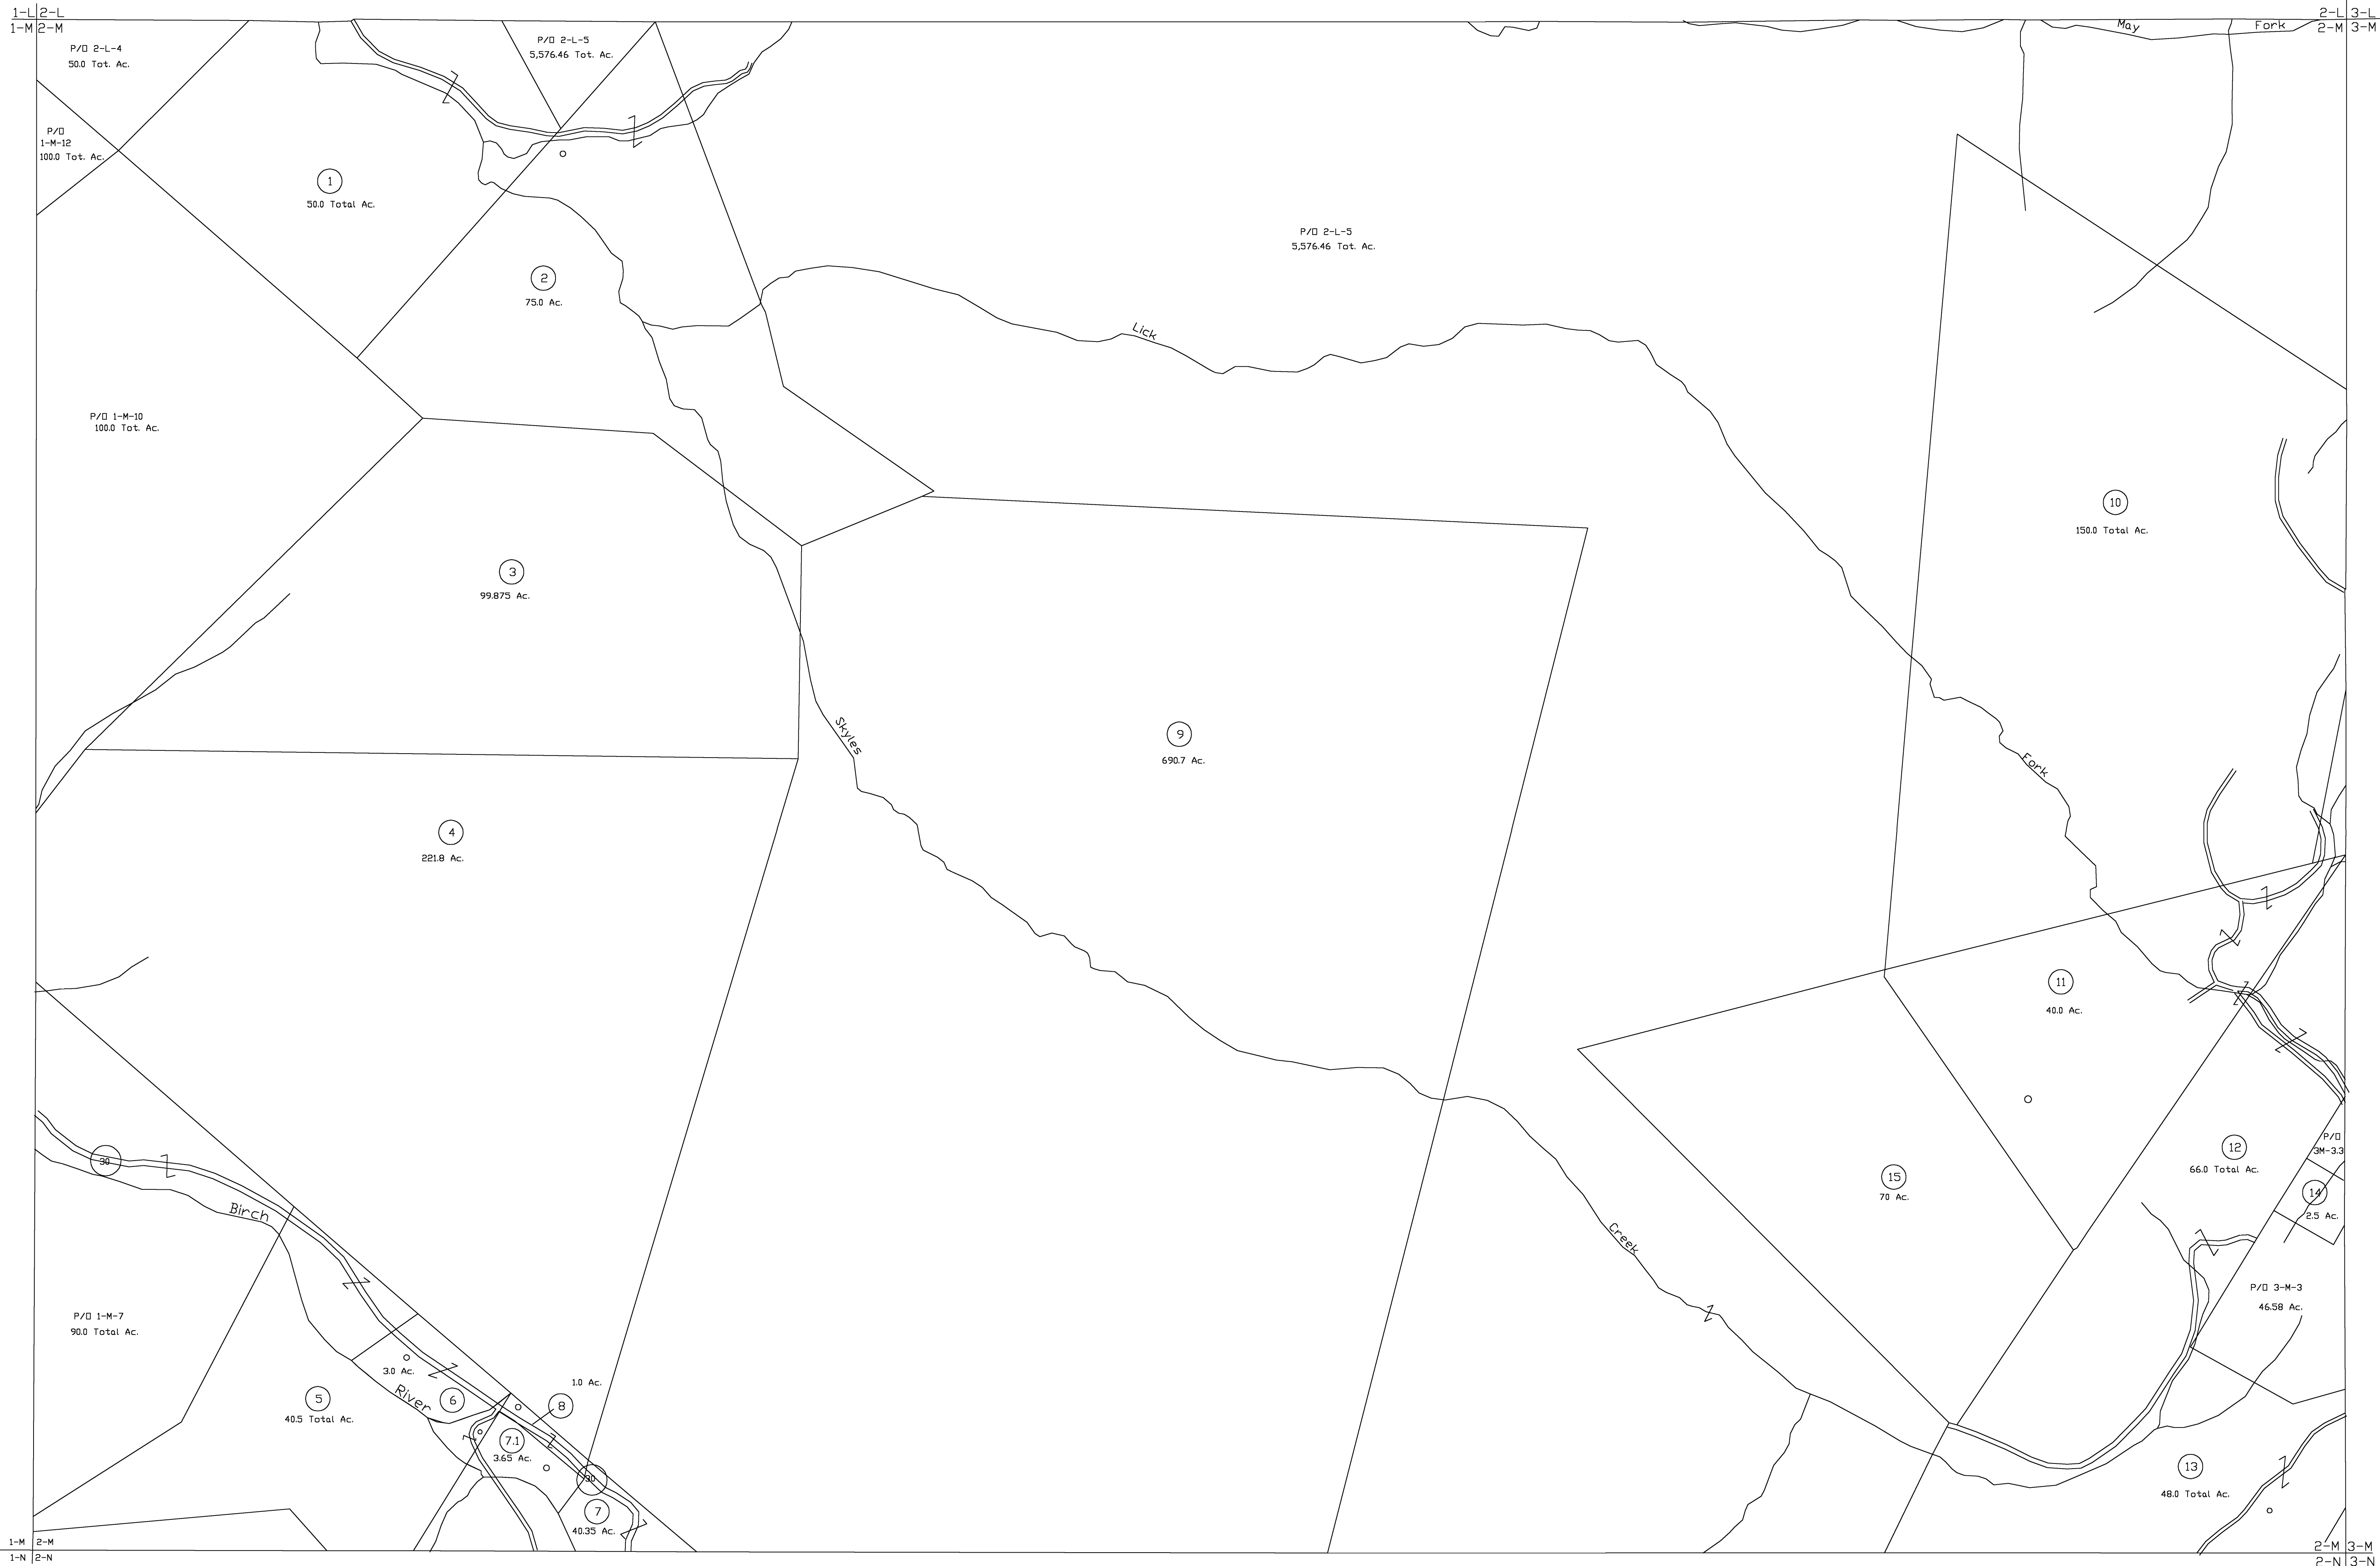 1-L 2-L
2-L 3-L
1-M 2-M
2-M 3-M
May Fork
P/O 2-L-4
50.0 Tot. Ac.
P/O 2-L-5
5,576.46 Tot. Ac.
P/O
1-M-12
100.0 Tot. Ac.
1
50.0 Total Ac.
P/O 2-L-5
5,576.46 Tot. Ac.
2
75.0 Ac.
Lick
P/O 1-M-10
100.0 Tot. Ac.
10
150.0 Total Ac.
3
99.875 Ac.
Skyles
9
690.7 Ac.
Fork
4
221.8 Ac.
11
40.0 Ac.
30
P/O
3M-3.3
12
66.0 Total Ac.
15
70 Ac.
14
2.5 Ac.
Birch
Creek
P/O 3-M-3
46.58 Ac.
P/O 1-M-7
90.0 Total Ac.
3.0 Ac.
1.0 Ac.
River
6
5
40.5 Total Ac.
8
7.1
3.65 Ac.
30
13
48.0 Total Ac.
7
40.35 Ac.
1-M 2-M
2-M 3-M
1-N 2-N
2-N 3-N